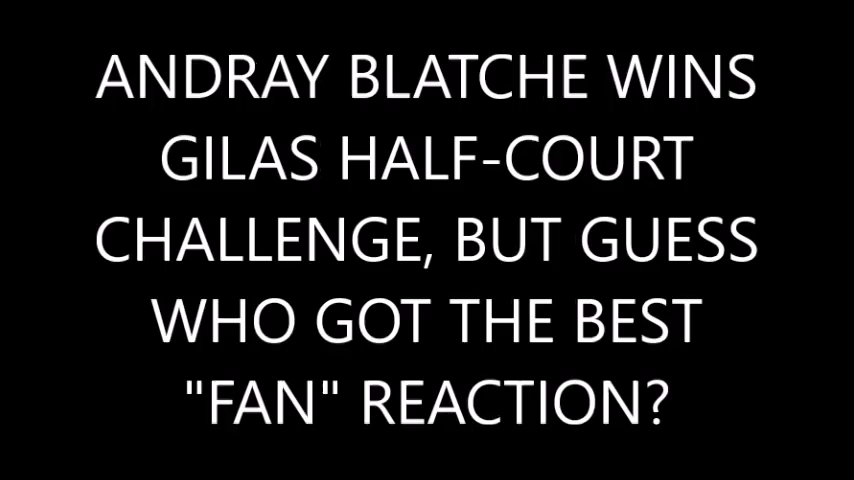 ANDRAY BLATCHE WINS
GILAS HALF-COURT
CHALLENGE, BUT GUESS
WHO GOT THE BEST
"FAN" REACTION?